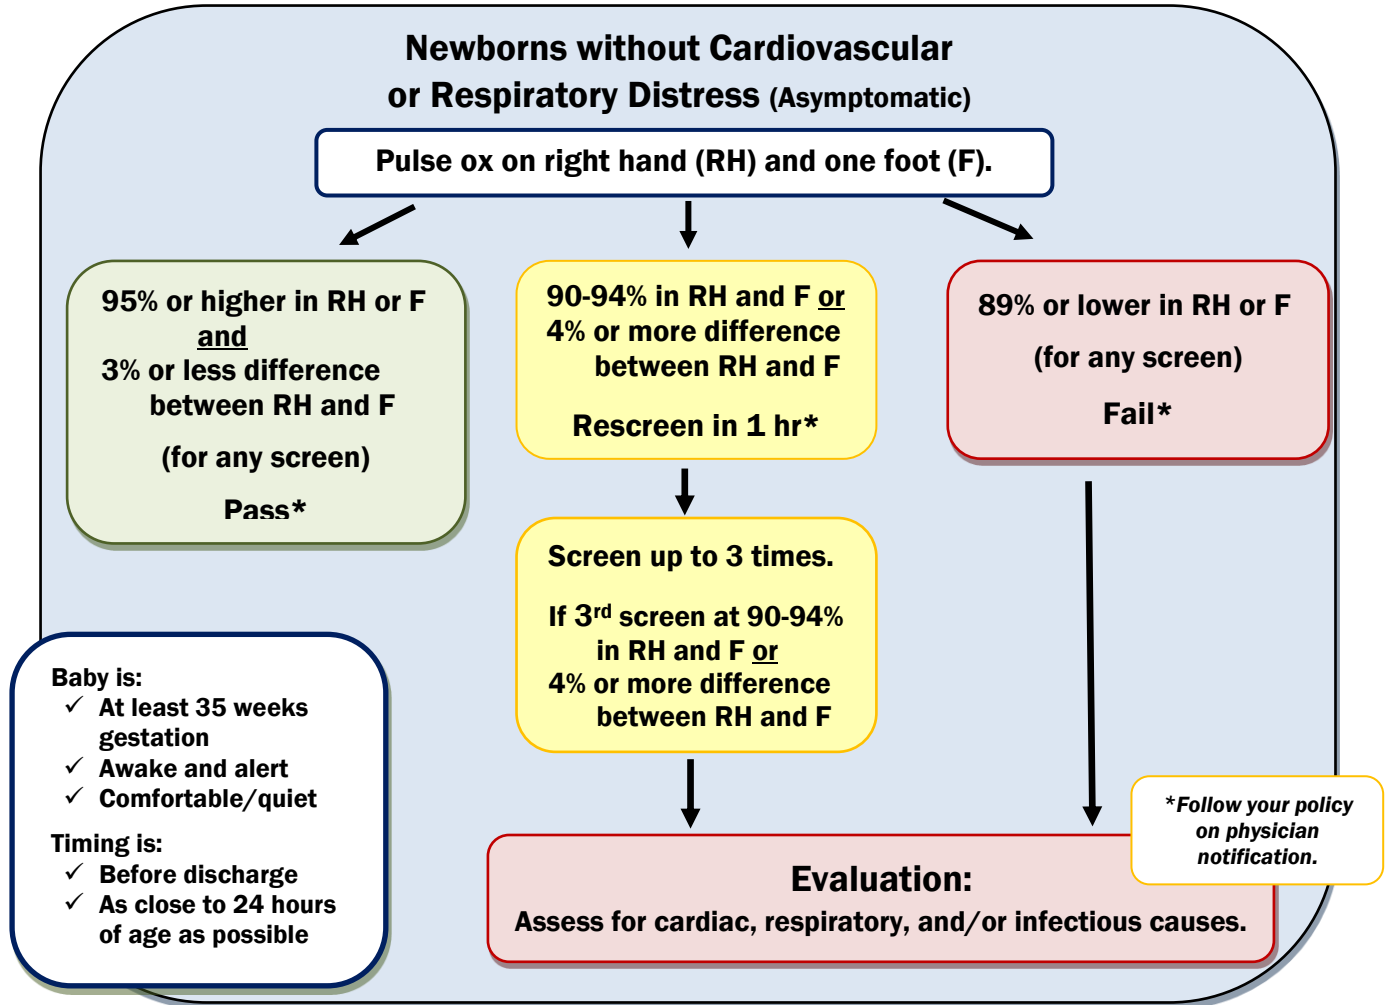 Newborns without Cardiovascular
or Respiratory Distress (Asymptomatic)
Pulse ox on right hand (RH) and one foot (F).
95% or higher in RH or F
and
3% or less difference
between RH and F
(for any screen)
Pass*
90-94% in RH and F or
4% or more difference
between RH and F
Rescreen in 1 hr*
89% or lower in RH or F
(for any screen)
Fail*
Screen up to 3 times.
If 3rd screen at 90-94%
in RH and F or
4% or more difference
between RH and F
Baby is:
✓ At least 35 weeks
gestation
✓ Awake and alert
✓ Comfortable/quiet
Timing is:
✓ Before discharge
✓ As close to 24 hours
of age as possible
*Follow your policy
on physician
notification.
Evaluation:
Assess for cardiac, respiratory, and/or infectious causes.